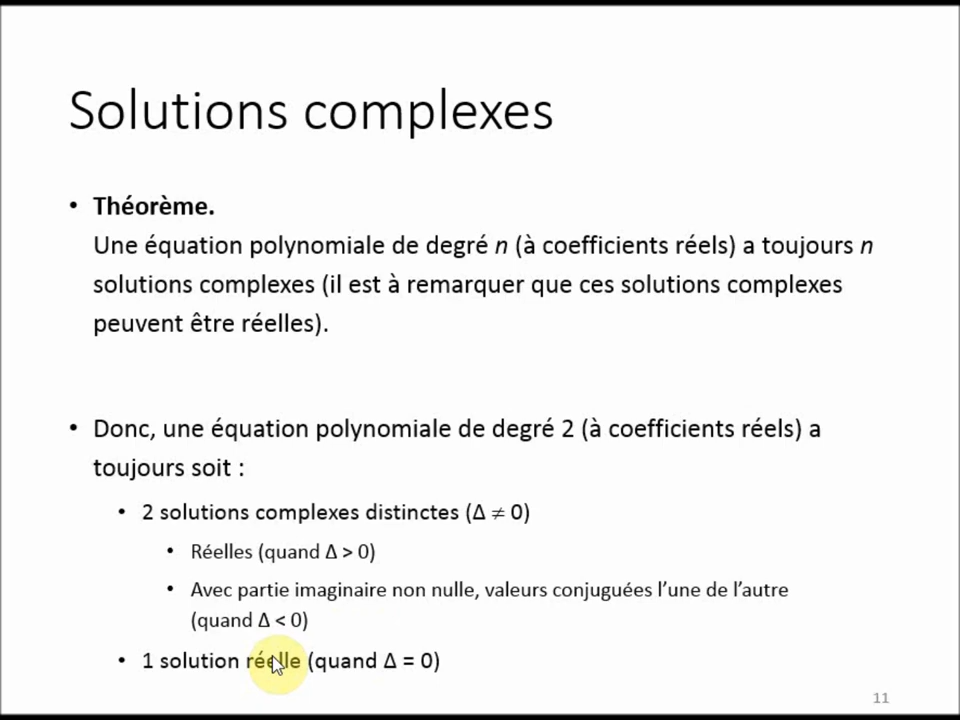 Solutions complexes
• Théorème.
Une équation polynomiale de degré n (à coefficients réels) a toujours n
solutions complexes (il est à remarquer que ces solutions complexes
peuvent être réelles).
• Donc, une équation polynomiale de degré 2 (à coefficients réels) a
toujours soit :
• 2 solutions complexes distinctes (Δ ≠ 0)
• Réelles (quand Δ > 0)
• Avec partie imaginaire non nulle, valeurs conjuguées l’une de l’autre
(quand Δ < 0)
• 1 solution réelle (quand Δ = 0)
11